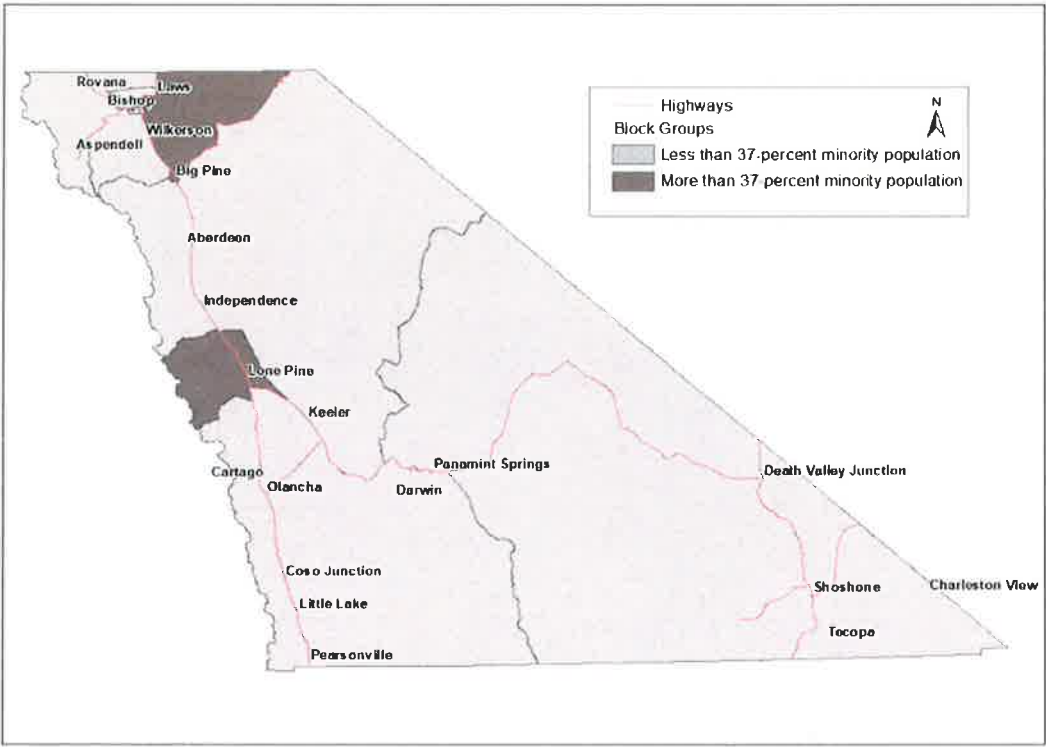 Rovana
Laws
Bishop
Wilkerson
Aspendell
Big Pine
Aberdeen
Independence
Lone Pine
Keeler
Cartago
Olancha
Darwin
Panamint Springs
Death Valley Junction
Coso Junction
Little Lake
Pearsonville
Shoshone
Charleston View
Tecopa
Highways
N
Block Groups
Less than 37-percent minority population
More than 37-percent minority population